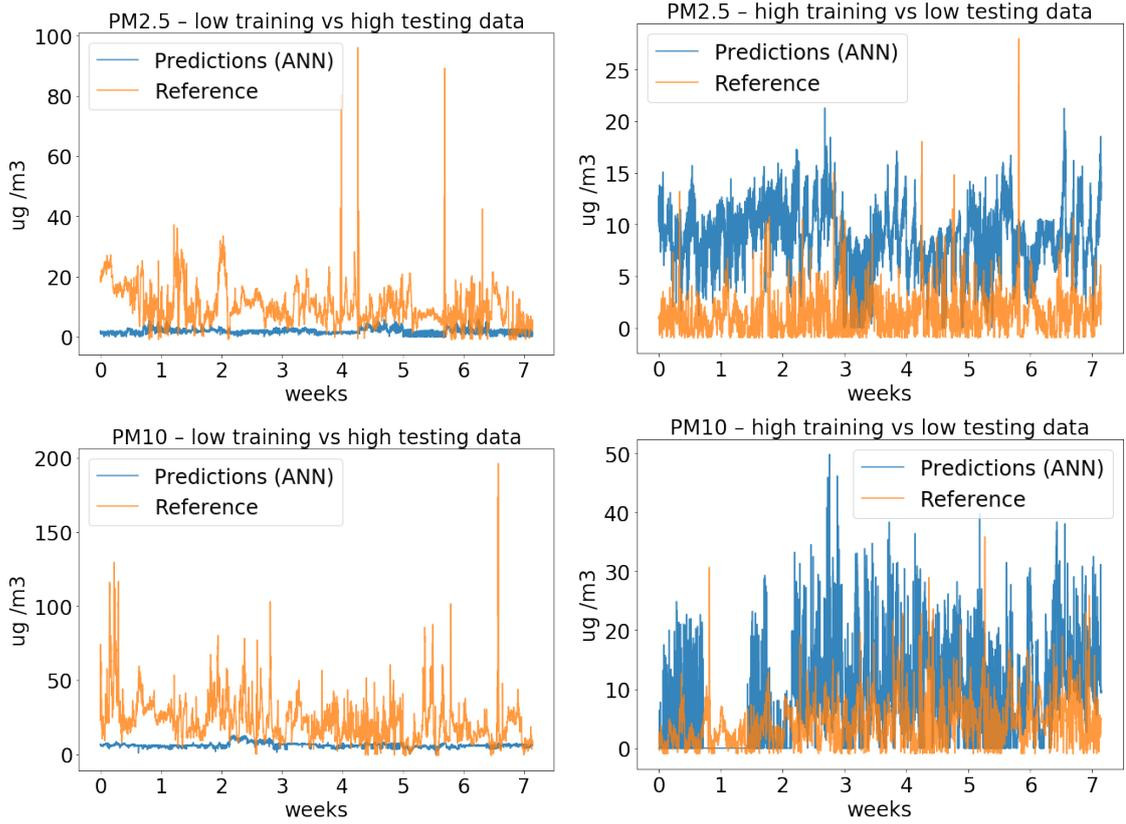 PM2.5 – low training vs high testing data
100
80
60
40
20
0
ug /m3
Predictions (ANN)
Reference
0 1 2 3 4 5 6 7
weeks
PM2.5 – high training vs low testing data
25
20
15
10
5
0
ug /m3
Predictions (ANN)
Reference
0 1 2 3 4 5 6 7
weeks
PM10 – low training vs high testing data
200
150
100
50
0
ug /m3
Predictions (ANN)
Reference
0 1 2 3 4 5 6 7
weeks
PM10 – high training vs low testing data
50
40
30
20
10
0
ug /m3
Predictions (ANN)
Reference
0 1 2 3 4 5 6 7
weeks